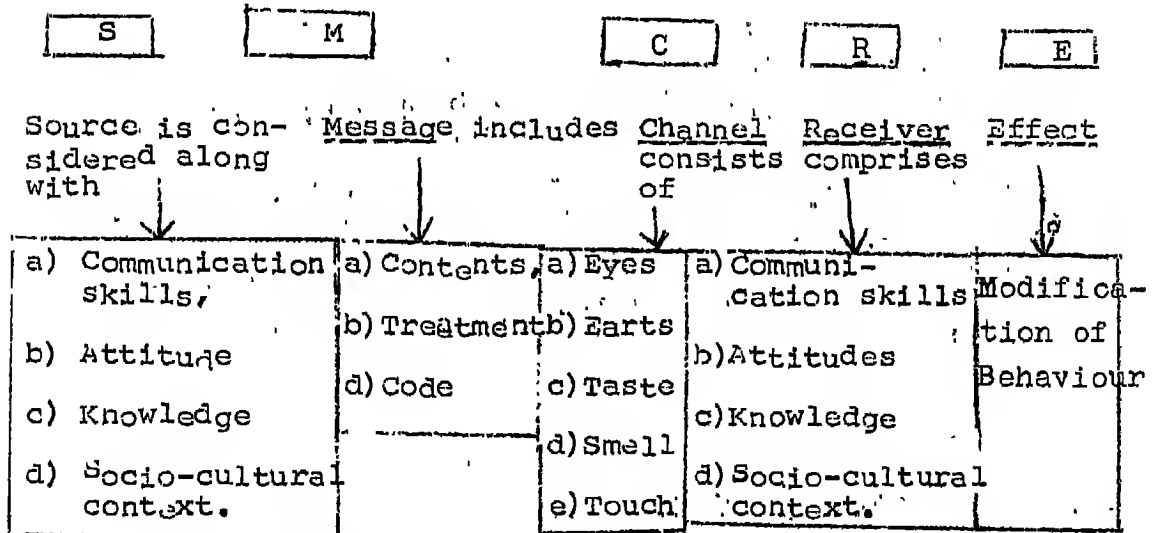 S M C R E
Source is con-
sidered along
with
Message includes
Channel
consists
of
Receiver
comprises
Effect
a) Communication
skills,
b) Attitude
c) Knowledge
d) Socio-cultural
context.
a) Contents,
b) Treatment
d) Code
a) Eyes
b) Earts
c) Taste
d) Smell
e) Touch
a) Communi-
cation skills
b) Attitudes
c) Knowledge
d) Socio-cultural
context.
Modifica-
tion of
Behaviour